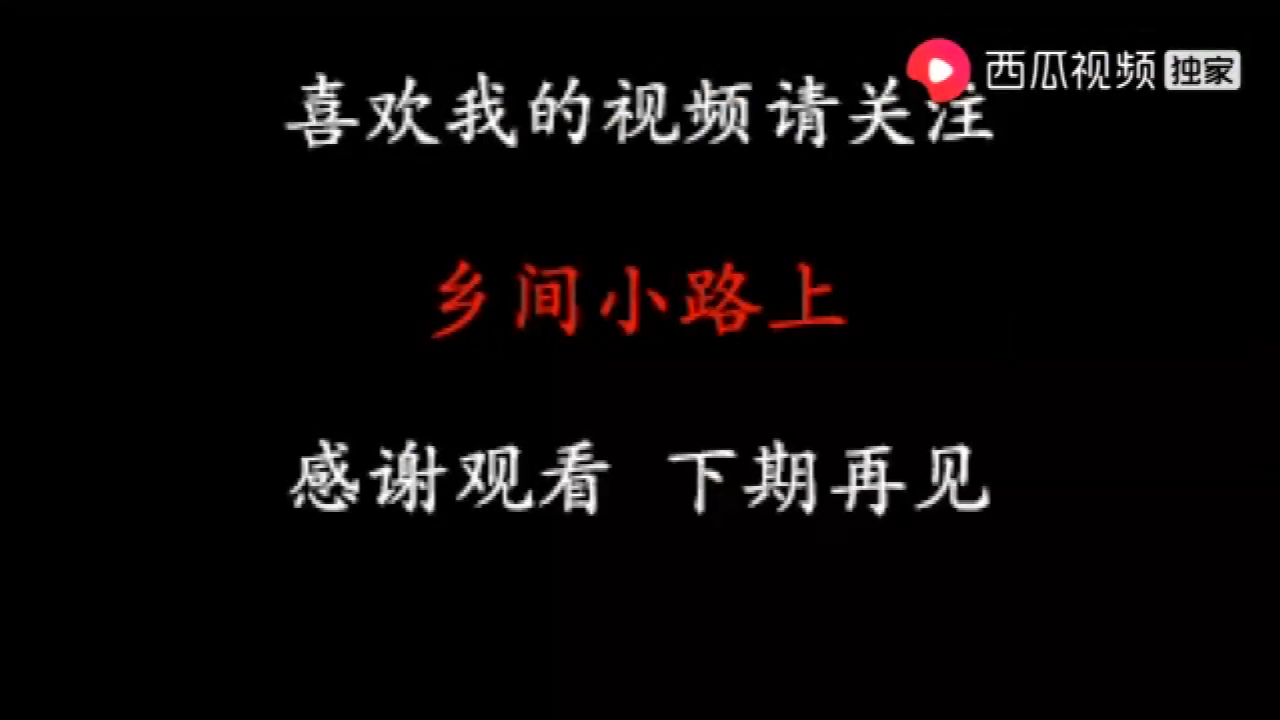 西瓜视频 独家
喜欢我的视频请关注
乡间小路上
感谢观看 下期再见